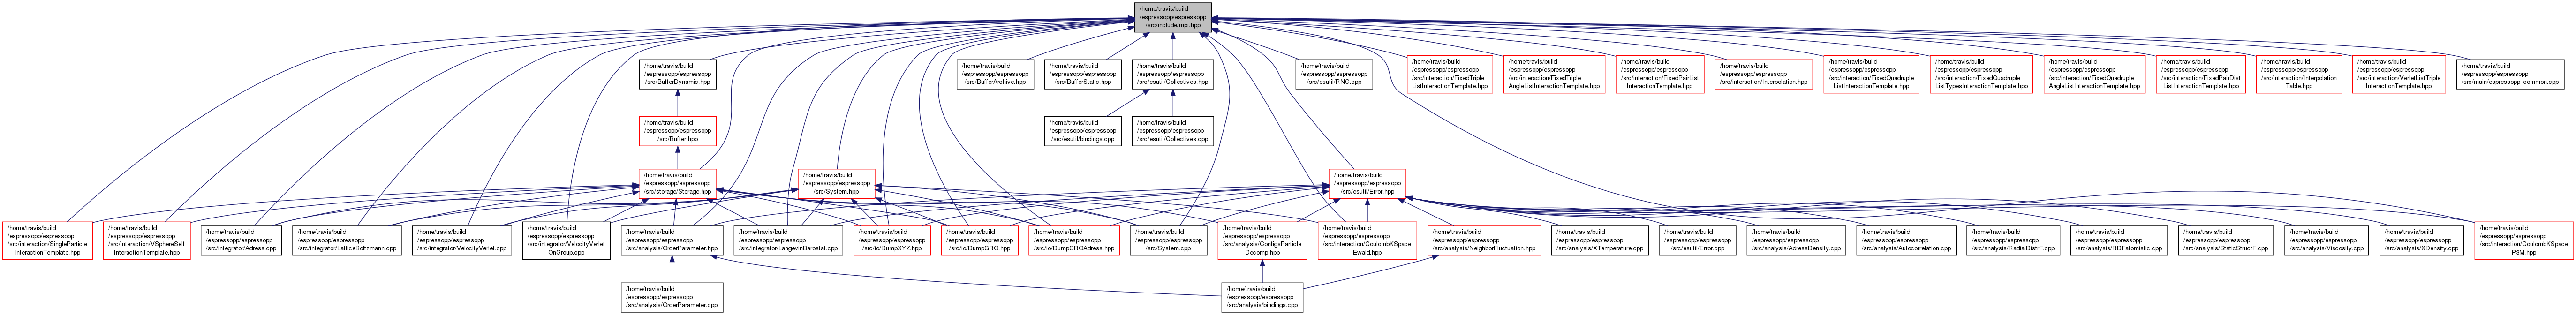 /home/travis/build
/espressopp/espressopp
/src/include/mpi.hpp
/home/travis/build
/espressopp/espressopp
/src/BufferDynamic.hpp
/home/travis/build
/espressopp/espressopp
/src/BufferArchive.hpp
/home/travis/build
/espressopp/espressopp
/src/BufferStatic.hpp
/home/travis/build
/espressopp/espressopp
/src/esutil/Collectives.hpp
/home/travis/build
/espressopp/espressopp
/src/esutil/RNG.cpp
/home/travis/build
/espressopp/espressopp
/src/interaction/FixedTriple
ListInteractionTemplate.hpp
/home/travis/build
/espressopp/espressopp
/src/interaction/FixedTriple
AngleListInteractionTemplate.hpp
/home/travis/build
/espressopp/espressopp
/src/interaction/FixedPairList
InteractionTemplate.hpp
/home/travis/build
/espressopp/espressopp
/src/interaction/Interpolation.hpp
/home/travis/build
/espressopp/espressopp
/src/interaction/FixedQuadruple
ListInteractionTemplate.hpp
/home/travis/build
/espressopp/espressopp
/src/interaction/FixedQuadruple
ListTypesInteractionTemplate.hpp
/home/travis/build
/espressopp/espressopp
/src/interaction/FixedQuadruple
AngleListInteractionTemplate.hpp
/home/travis/build
/espressopp/espressopp
/src/interaction/FixedPairDist
ListInteractionTemplate.hpp
/home/travis/build
/espressopp/espressopp
/src/interaction/Interpolation
Table.hpp
/home/travis/build
/espressopp/espressopp
/src/interaction/VerletListTriple
InteractionTemplate.hpp
/home/travis/build
/espressopp/espressopp
/src/main/espressopp_common.cpp
/home/travis/build
/espressopp/espressopp
/src/Buffer.hpp
/home/travis/build
/espressopp/espressopp
/src/esutil/bindings.cpp
/home/travis/build
/espressopp/espressopp
/src/esutil/Collectives.cpp
/home/travis/build
/espressopp/espressopp
/src/storage/Storage.hpp
/home/travis/build
/espressopp/espressopp
/src/System.hpp
/home/travis/build
/espressopp/espressopp
/src/esutil/Error.hpp
/home/travis/build
/espressopp/espressopp
/src/interaction/SingleParticle
InteractionTemplate.hpp
/home/travis/build
/espressopp/espressopp
/src/interaction/VSphereSelf
InteractionTemplate.hpp
/home/travis/build
/espressopp/espressopp
/src/integrator/Adress.cpp
/home/travis/build
/espressopp/espressopp
/src/integrator/LatticeBoltzmann.cpp
/home/travis/build
/espressopp/espressopp
/src/integrator/VelocityVerlet.cpp
/home/travis/build
/espressopp/espressopp
/src/integrator/VelocityVerlet
OnGroup.cpp
/home/travis/build
/espressopp/espressopp
/src/analysis/OrderParameter.hpp
/home/travis/build
/espressopp/espressopp
/src/integrator/LangevinBarostat.cpp
/home/travis/build
/espressopp/espressopp
/src/io/DumpXYZ.hpp
/home/travis/build
/espressopp/espressopp
/src/io/DumpGRO.hpp
/home/travis/build
/espressopp/espressopp
/src/io/DumpGROAdress.hpp
/home/travis/build
/espressopp/espressopp
/src/System.cpp
/home/travis/build
/espressopp/espressopp
/src/analysis/ConfigsParticle
Decomp.hpp
/home/travis/build
/espressopp/espressopp
/src/interaction/CoulombKSpace
Ewald.hpp
/home/travis/build
/espressopp/espressopp
/src/analysis/NeighborFluctuation.hpp
/home/travis/build
/espressopp/espressopp
/src/analysis/XTemperature.cpp
/home/travis/build
/espressopp/espressopp
/src/esutil/Error.cpp
/home/travis/build
/espressopp/espressopp
/src/analysis/AdressDensity.cpp
/home/travis/build
/espressopp/espressopp
/src/analysis/Autocorrelation.cpp
/home/travis/build
/espressopp/espressopp
/src/analysis/RadialDistrF.cpp
/home/travis/build
/espressopp/espressopp
/src/analysis/RDFatomistic.cpp
/home/travis/build
/espressopp/espressopp
/src/analysis/StaticStructF.cpp
/home/travis/build
/espressopp/espressopp
/src/analysis/Viscosity.cpp
/home/travis/build
/espressopp/espressopp
/src/analysis/XDensity.cpp
/home/travis/build
/espressopp/espressopp
/src/interaction/CoulombKSpace
P3M.hpp
/home/travis/build
/espressopp/espressopp
/src/analysis/OrderParameter.cpp
/home/travis/build
/espressopp/espressopp
/src/analysis/bindings.cpp